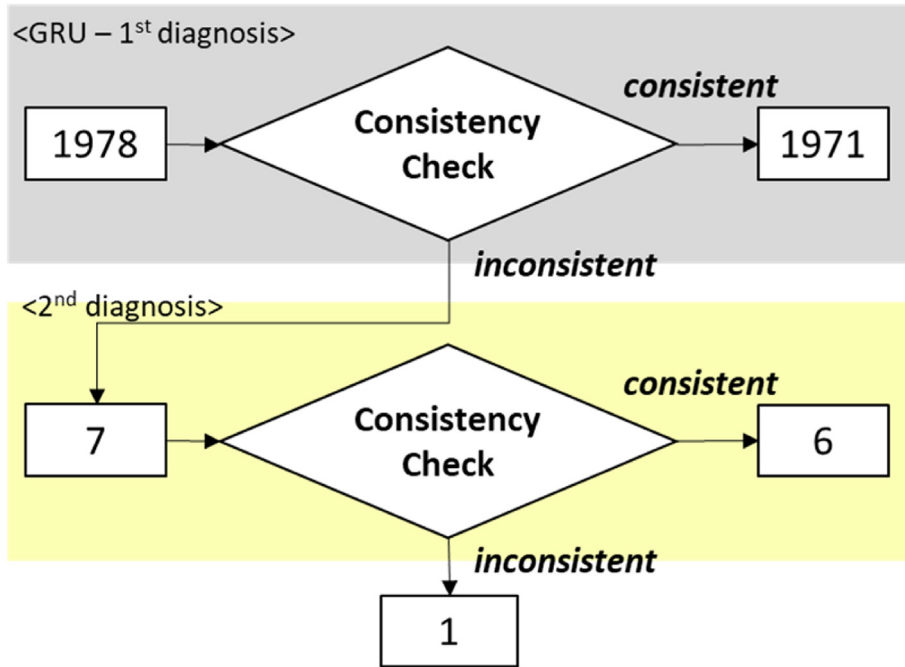 <GRU – 1st diagnosis>
consistent
Consistency
Check
1978
1971
inconsistent
<2nd diagnosis>
consistent
Consistency
Check
7
6
inconsistent
1